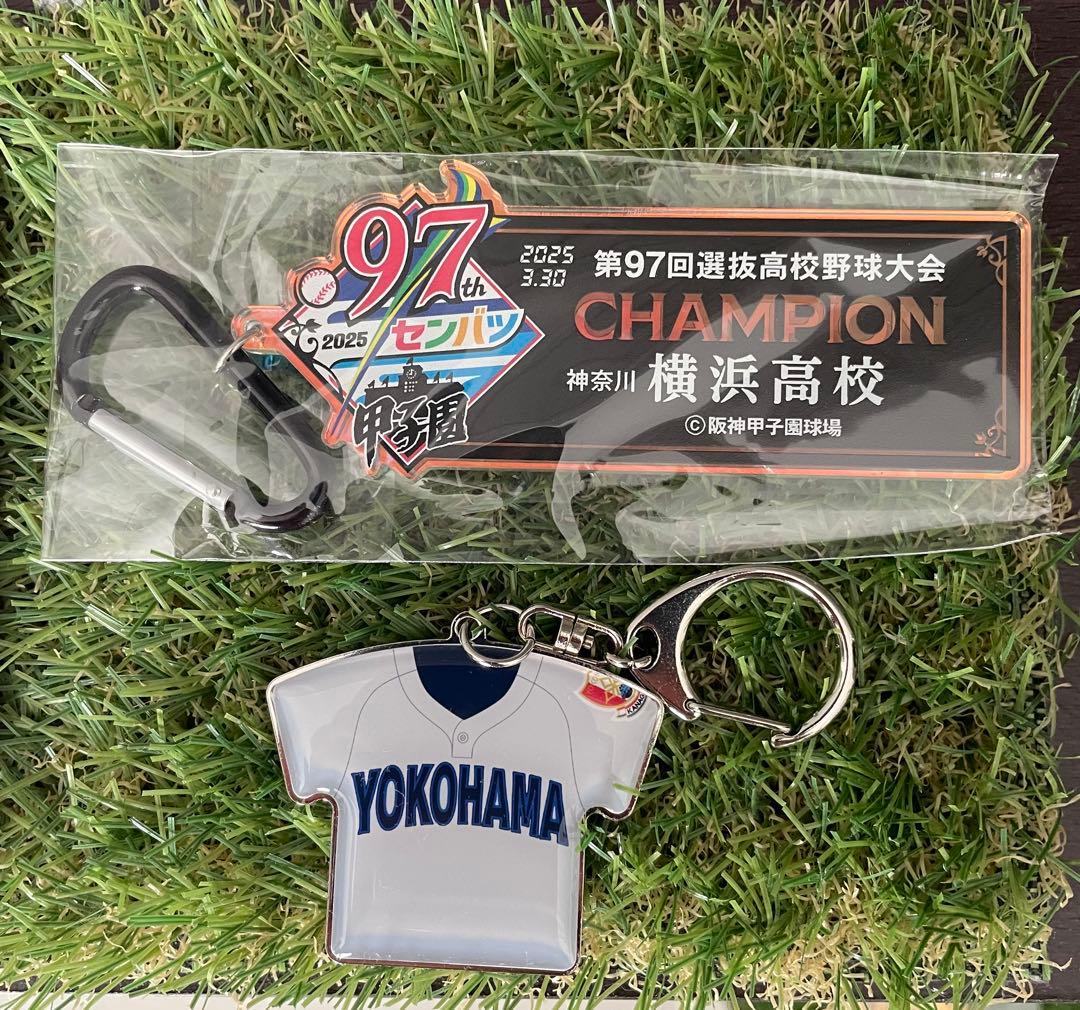 97th
2025 センバツ
甲子園
2025
3.30
第97回選抜高校野球大会
CHAMPION
神奈川 横浜高校
©阪神甲子園球場
YOKOHAMA